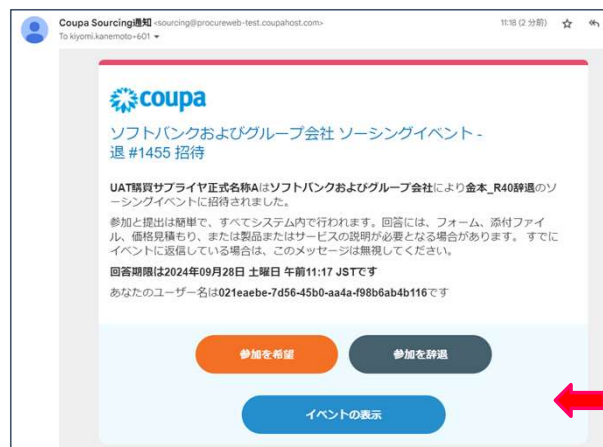 Coupa Sourcing通知 <sourcing@procureweb-test.coupahost.com>
11:18 (2 分前)
To kiyomi.kanemoto+601
coupa
ソフトバンクおよびグループ会社 ソーシングイベント -
退 #1455 招待
UAT購買サプライヤ正式名称Aはソフトバンクおよびグループ会社により金本_R40辞退のソ
ーシングイベントに招待されました。
参加と提出は簡単で、すべてシステム内で行われます。回答には、フォーム、添付ファイ
ル、価格見積もり、または製品またはサービスの説明が必要となる場合があります。 すでに
イベントに返信している場合は、このメッセージは無視してください。
回答期限は2024年09月28日 土曜日 午前11:17 JSTです
あなたのユーザー名は021eaebe-7d56-45b0-aa4a-f98b6ab4b116です
参加を希望
参加を辞退
イベントの表示